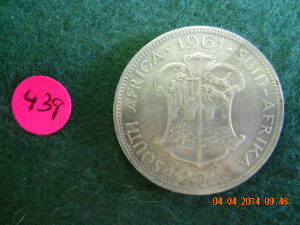 439
SOUTH AFRICA · 1961 · SUID-AFRIKA
04-04-2014 09:46